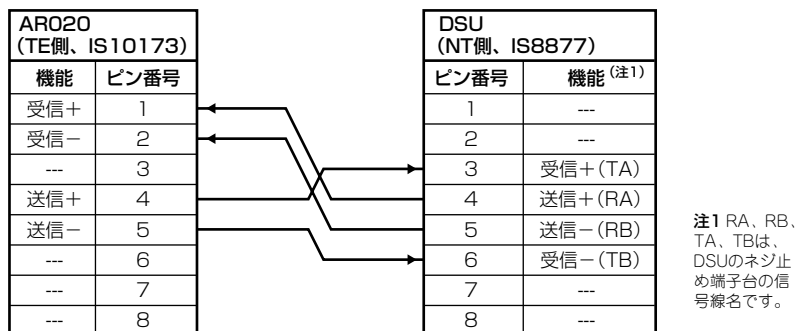 AR020
(TE側、IS10173)
機能 ピン番号
受信＋ 1
受信－ 2
--- 3
送信＋ 4
送信－ 5
--- 6
--- 7
--- 8
DSU
(NT側、IS8877)
ピン番号 機能(注1)
1 ---
2 ---
3 受信＋(TA)
4 送信＋(RA)
5 送信－(RB)
6 受信－(TB)
7 ---
8 ---
注1 RA、RB、
TA、TBは、
DSUのネジ止
め端子台の信
号線名です。